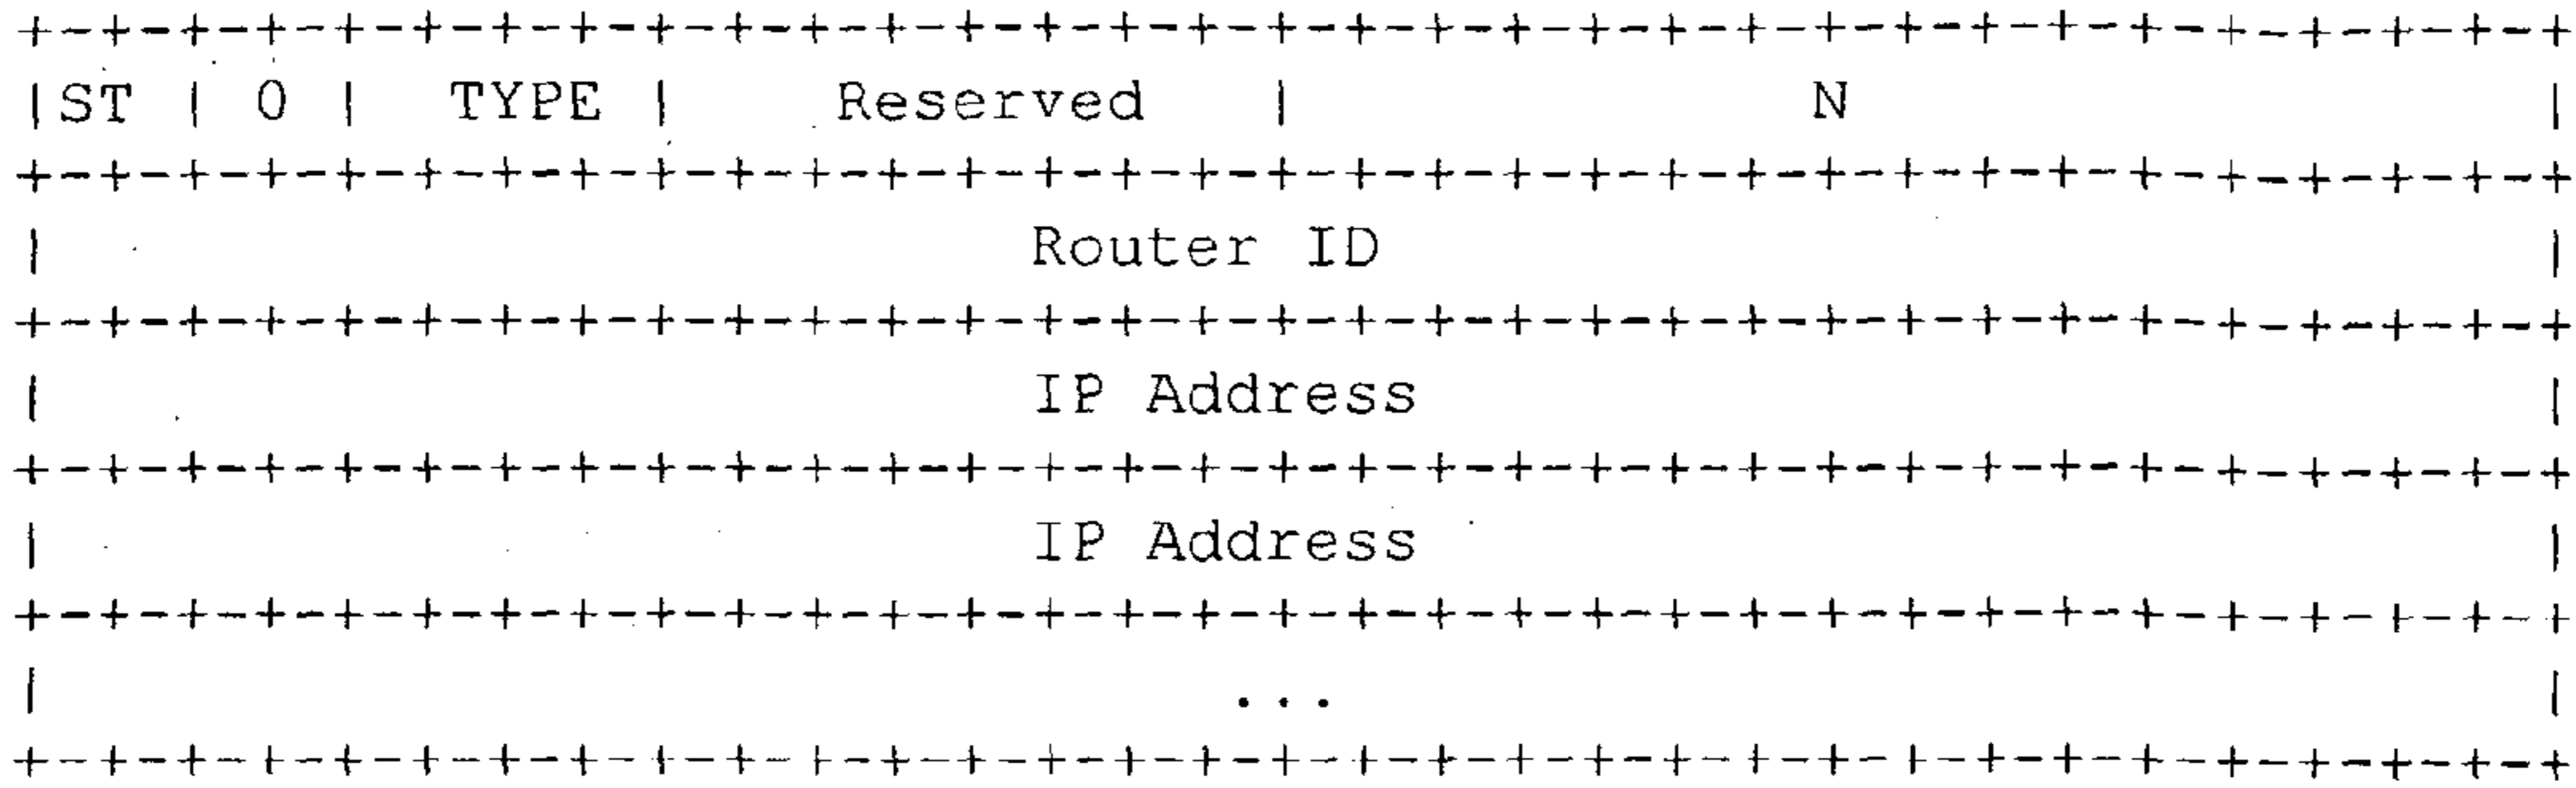 +-+-+-+-+-+-+-+-+-+-+-+-+-+-+-+-+-+-+-+-+-+-+-+-+-+-+-+-+-+-+-+-+
|ST | 0 |  TYPE |    Reserved   |             N                 |
+-+-+-+-+-+-+-+-+-+-+-+-+-+-+-+-+-+-+-+-+-+-+-+-+-+-+-+-+-+-+-+-+
|                         Router ID                             |
+-+-+-+-+-+-+-+-+-+-+-+-+-+-+-+-+-+-+-+-+-+-+-+-+-+-+-+-+-+-+-+-+
|                         IP Address                            |
+-+-+-+-+-+-+-+-+-+-+-+-+-+-+-+-+-+-+-+-+-+-+-+-+-+-+-+-+-+-+-+-+
|                         IP Address                            |
+-+-+-+-+-+-+-+-+-+-+-+-+-+-+-+-+-+-+-+-+-+-+-+-+-+-+-+-+-+-+-+-+
|                              ...                              |
+-+-+-+-+-+-+-+-+-+-+-+-+-+-+-+-+-+-+-+-+-+-+-+-+-+-+-+-+-+-+-+-+